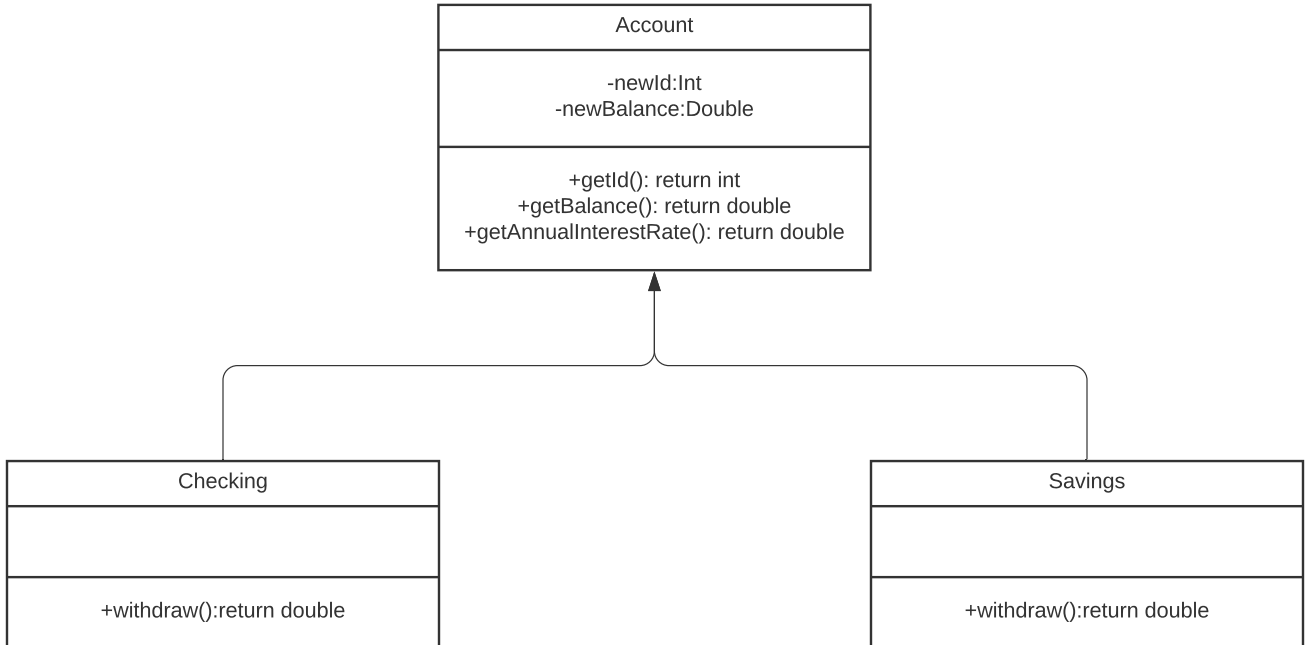 Account
-newId:Int
-newBalance:Double
+getId(): return int
+getBalance(): return double
+getAnnualInterestRate(): return double
Checking
+withdraw():return double
Savings
+withdraw():return double